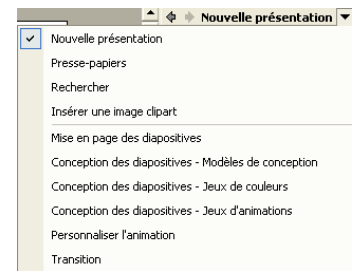 Nouvelle présentation
Nouvelle présentation
Presse-papiers
Rechercher
Insérer une image clipart
Mise en page des diapositives
Conception des diapositives - Modèles de conception
Conception des diapositives - Jeux de couleurs
Conception des diapositives - Jeux d'animations
Personnaliser l'animation
Transition